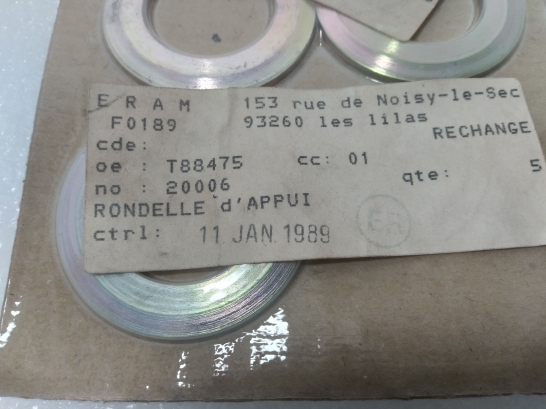 E R A M 153 rue de Noisy-le-Sec
F0189 93260 les lilas
cde: RECHANGE
oe : T88475 cc: 01
no : 20006 qte: 5
RONDELLE d'APPUI
ctrl: 11 JAN. 1989 ER